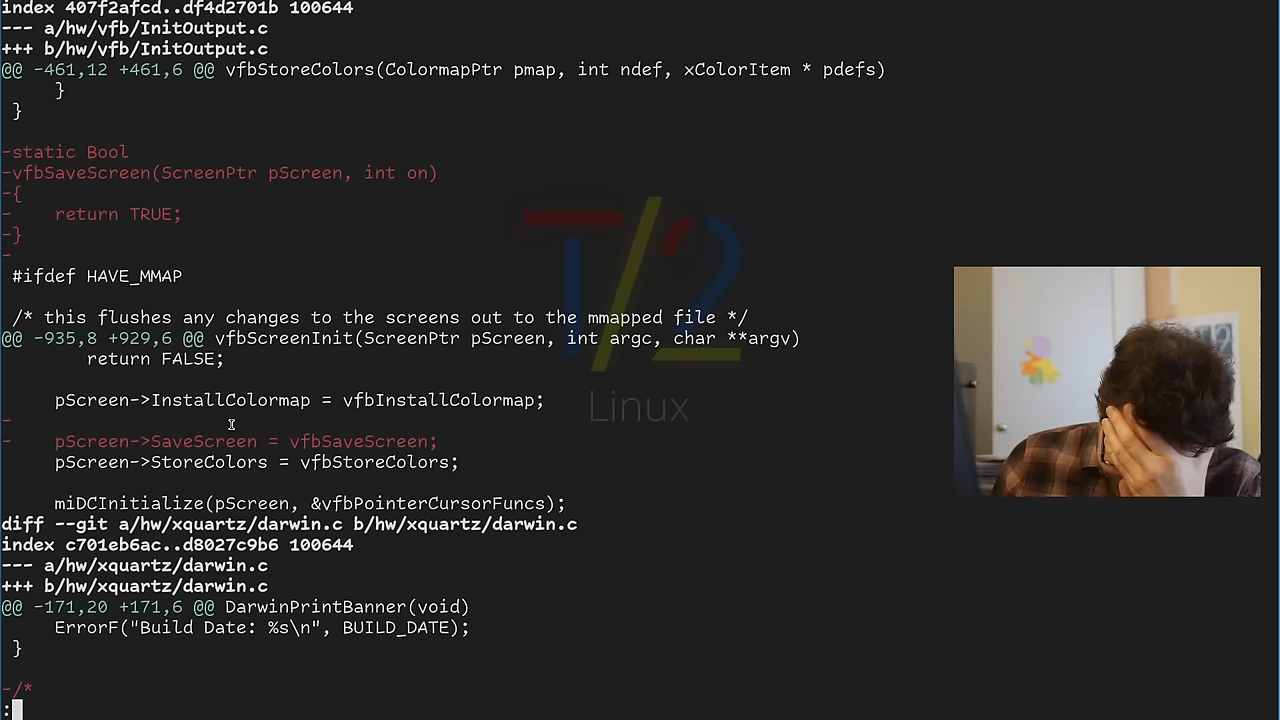 index 407f2afcd..df4d2701b 100644
--- a/hw/vfb/InitOutput.c
+++ b/hw/vfb/InitOutput.c
@@ -461,12 +461,6 @@ vfbStoreColors(ColormapPtr pmap, int ndef, xColorItem * pdefs)
     }
 }
-static Bool
-vfbSaveScreen(ScreenPtr pScreen, int on)
-{
-    return TRUE;
-}
-
 #ifdef HAVE_MMAP
 /* this flushes any changes to the screens out to the mmapped file */
@@ -935,8 +929,6 @@ vfbScreenInit(ScreenPtr pScreen, int argc, char **argv)
        return FALSE;
     pScreen->InstallColormap = vfbInstallColormap;
-
-    pScreen->SaveScreen = vfbSaveScreen;
     pScreen->StoreColors = vfbStoreColors;
     miDCInitialize(pScreen, &vfbPointerCursorFuncs);
diff --git a/hw/xquartz/darwin.c b/hw/xquartz/darwin.c
index c701eb6ac..d8027c9b6 100644
--- a/hw/xquartz/darwin.c
+++ b/hw/xquartz/darwin.c
@@ -171,20 +171,6 @@ DarwinPrintBanner(void)
     ErrorF("Build Date: %s\n", BUILD_DATE);
 }
-/*
:
T/2
Linux